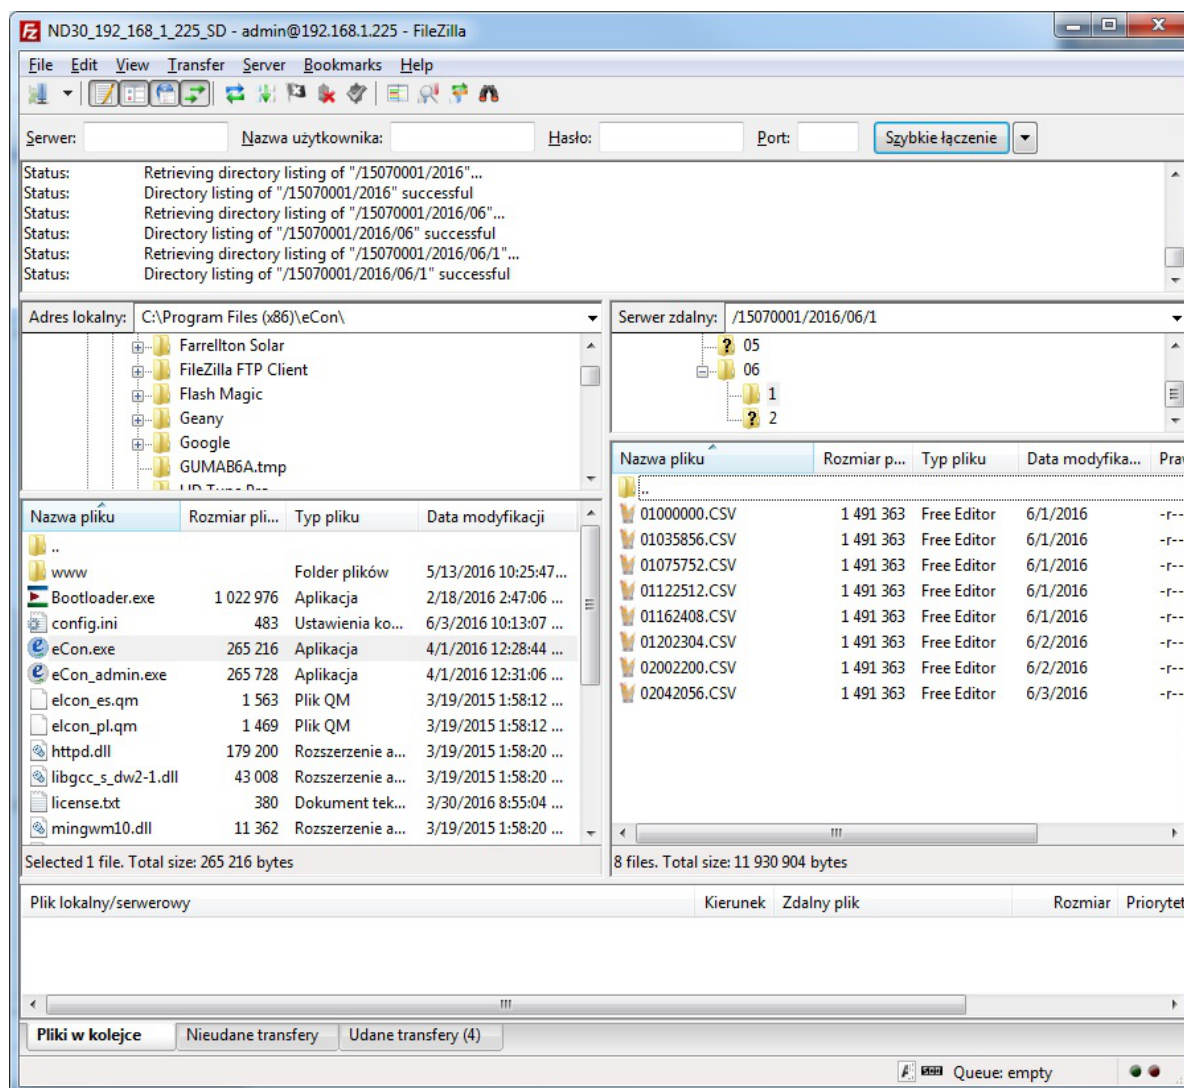 ND30_192_168_1_225_SD - admin@192.168.1.225 - FileZilla
File Edit View Transfer Server Bookmarks Help
Serwer: Nazwa użytkownika: Hasło: Port: Szybkie łączenie
Status: Retrieving directory listing of "/15070001/2016"...
Status: Directory listing of "/15070001/2016" successful
Status: Retrieving directory listing of "/15070001/2016/06"...
Status: Directory listing of "/15070001/2016/06" successful
Status: Retrieving directory listing of "/15070001/2016/06/1"...
Status: Directory listing of "/15070001/2016/06/1" successful
Adres lokalny: C:\Program Files (x86)\eCon\
Farrellton Solar
FileZilla FTP Client
Flash Magic
Geany
Google
GUMAB6A.tmp
Nazwa pliku Rozmiar pli... Typ pliku Data modyfikacji
..
www Folder plików 5/13/2016 10:25:47...
Bootloader.exe 1 022 976 Aplikacja 2/18/2016 2:47:06 ...
config.ini 483 Ustawienia ko... 6/3/2016 10:13:07 ...
eCon.exe 265 216 Aplikacja 4/1/2016 12:28:44 ...
eCon_admin.exe 265 728 Aplikacja 4/1/2016 12:31:06 ...
elcon_es.qm 1 563 Plik QM 3/19/2015 1:58:12 ...
elcon_pl.qm 1 469 Plik QM 3/19/2015 1:58:12 ...
httpd.dll 179 200 Rozszerzenie a... 3/19/2015 1:58:20 ...
libgcc_s_dw2-1.dll 43 008 Rozszerzenie a... 3/19/2015 1:58:20 ...
license.txt 380 Dokument tek... 3/30/2016 8:55:04 ...
mingwm10.dll 11 362 Rozszerzenie a... 3/19/2015 1:58:20 ...
Selected 1 file. Total size: 265 216 bytes
Serwer zdalny: /15070001/2016/06/1
? 05
06
1
? 2
Nazwa pliku Rozmiar p... Typ pliku Data modyfika... Pra
..
01000000.CSV 1 491 363 Free Editor 6/1/2016 -r--
01035856.CSV 1 491 363 Free Editor 6/1/2016 -r--
01075752.CSV 1 491 363 Free Editor 6/1/2016 -r--
01122512.CSV 1 491 363 Free Editor 6/1/2016 -r--
01162408.CSV 1 491 363 Free Editor 6/1/2016 -r--
01202304.CSV 1 491 363 Free Editor 6/2/2016 -r--
02002200.CSV 1 491 363 Free Editor 6/2/2016 -r--
02042056.CSV 1 491 363 Free Editor 6/3/2016 -r--
8 files. Total size: 11 930 904 bytes
Plik lokalny/serwerowy Kierunek Zdalny plik Rozmiar Priorytet
Pliki w kolejce Nieudane transfery Udane transfery (4)
Queue: empty